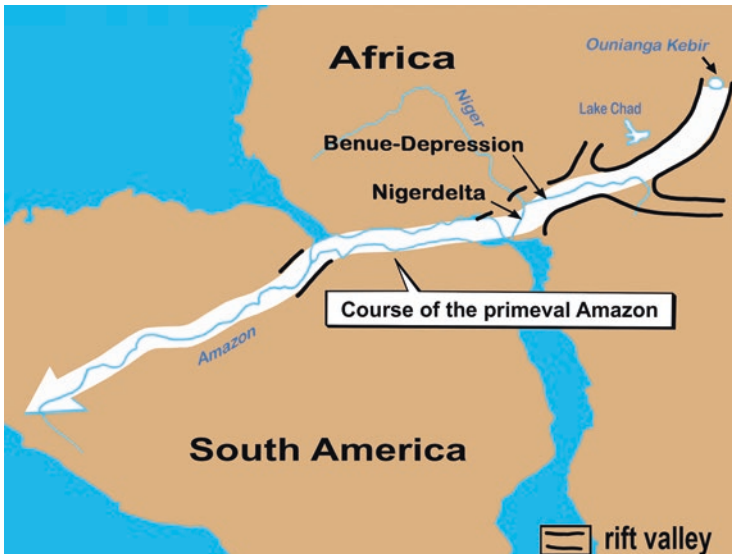 Africa
Ounianga Kebir
Niger
Lake Chad
Benue-Depression
Nigerdelta
Course of the primeval Amazon
Amazon
South America
rift valley